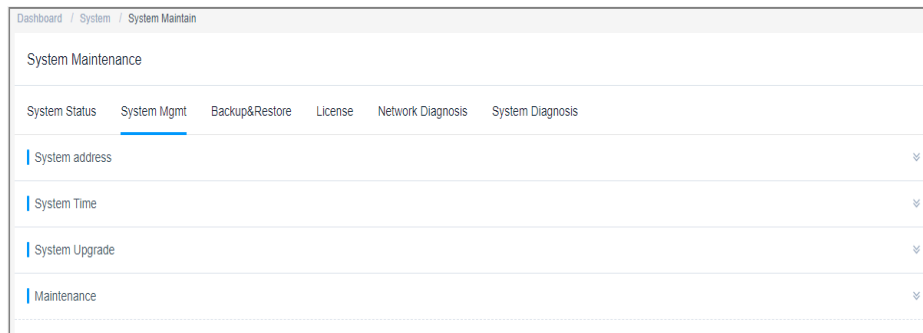 Dashboard / System / System Maintain
System Maintenance
System Status System Mgmt Backup&Restore License Network Diagnosis System Diagnosis
System address
System Time
System Upgrade
Maintenance